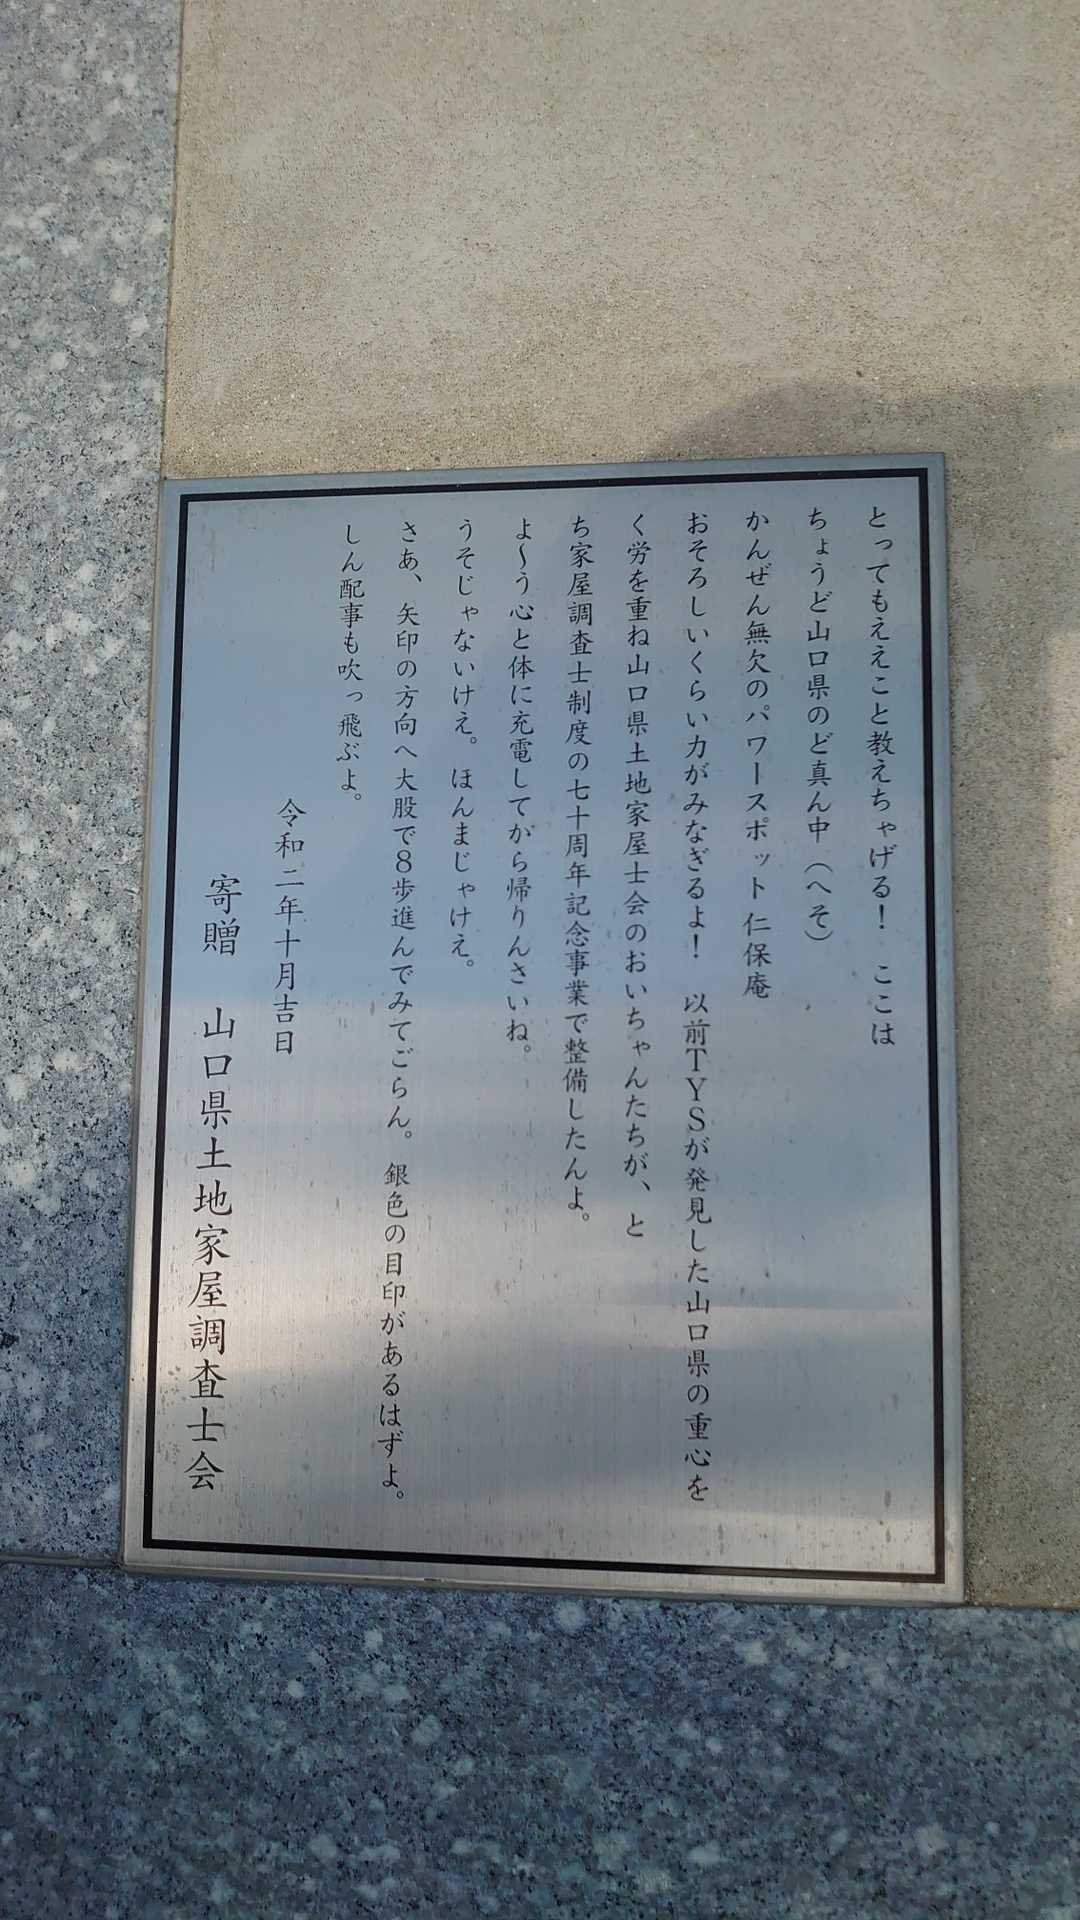 とってもええこと教えちゃげる！　ここは
ちょうど山口県のど真ん中（へそ）
かんぜん無欠のパワースポット仁保庵
おそろしいくらい力がみなぎるよ！　以前ＴＹＳが発見した山口県の重心を
く労を重ね山口県土地家屋士会のおいちゃんたちが、と
ち家屋調査士制度の七十周年記念事業で整備したんよ。
よ〜う心と体に充電してから帰りんさいね。
うそじゃないけえ。ほんまじゃけえ。
さあ、矢印の方向へ大股で８歩進んでみてごらん。　銀色の目印があるはずよ。
しん配事も吹っ飛ぶよ。
令和二年十月吉日
寄贈　山口県土地家屋調査士会